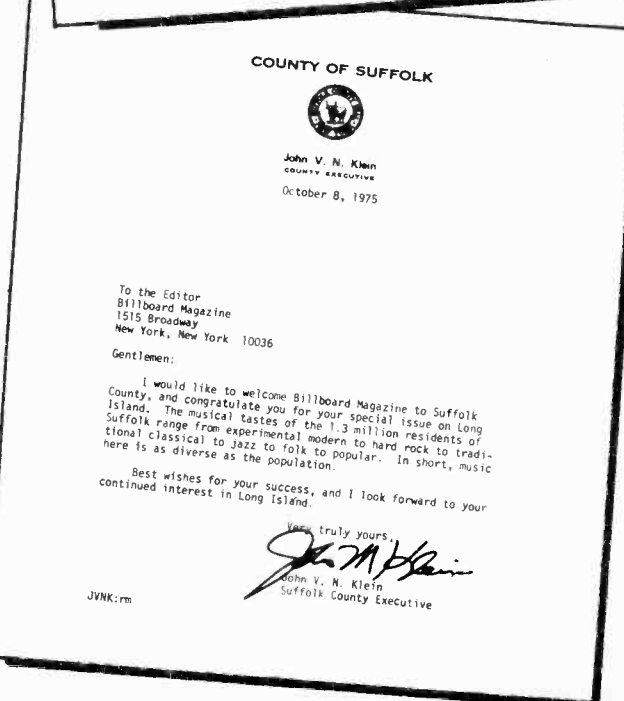 COUNTY OF SUFFOLK
John V. N. Klein
COUNTY EXECUTIVE
October 8, 1975
To the Editor
Billboard Magazine
1515 Broadway
New York, New York 10036
Gentlemen:
I would like to welcome Billboard Magazine to Suffolk
County, and congratulate you for your special issue on Long
Island. The musical tastes of the 1.3 million residents of
Suffolk range from experimental modern to hard rock to tradi-
tional classical to jazz to folk to popular. In short, music
here is as diverse as the population.
Best wishes for your success, and I look forward to your
continued interest in Long Island.
Very truly yours,
John V. N. Klein
Suffolk County Executive
JVNK:rm